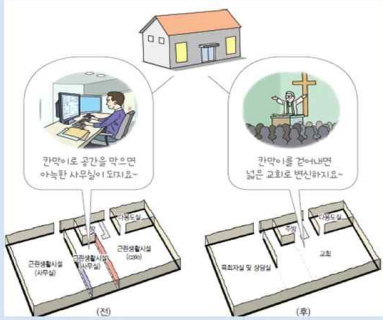 칸막이로 공간을 막으면
아늑한 사무실이 되지요~
칸막이를 걷어내면
넓은 교회로 변신하지요~
다용도실
주방
근린생활시설
(사무실)
근린생활시설
(사무실)
근린생활시설
(전)
다용도실
주방
교회
목회자실 및 상담실
(후)